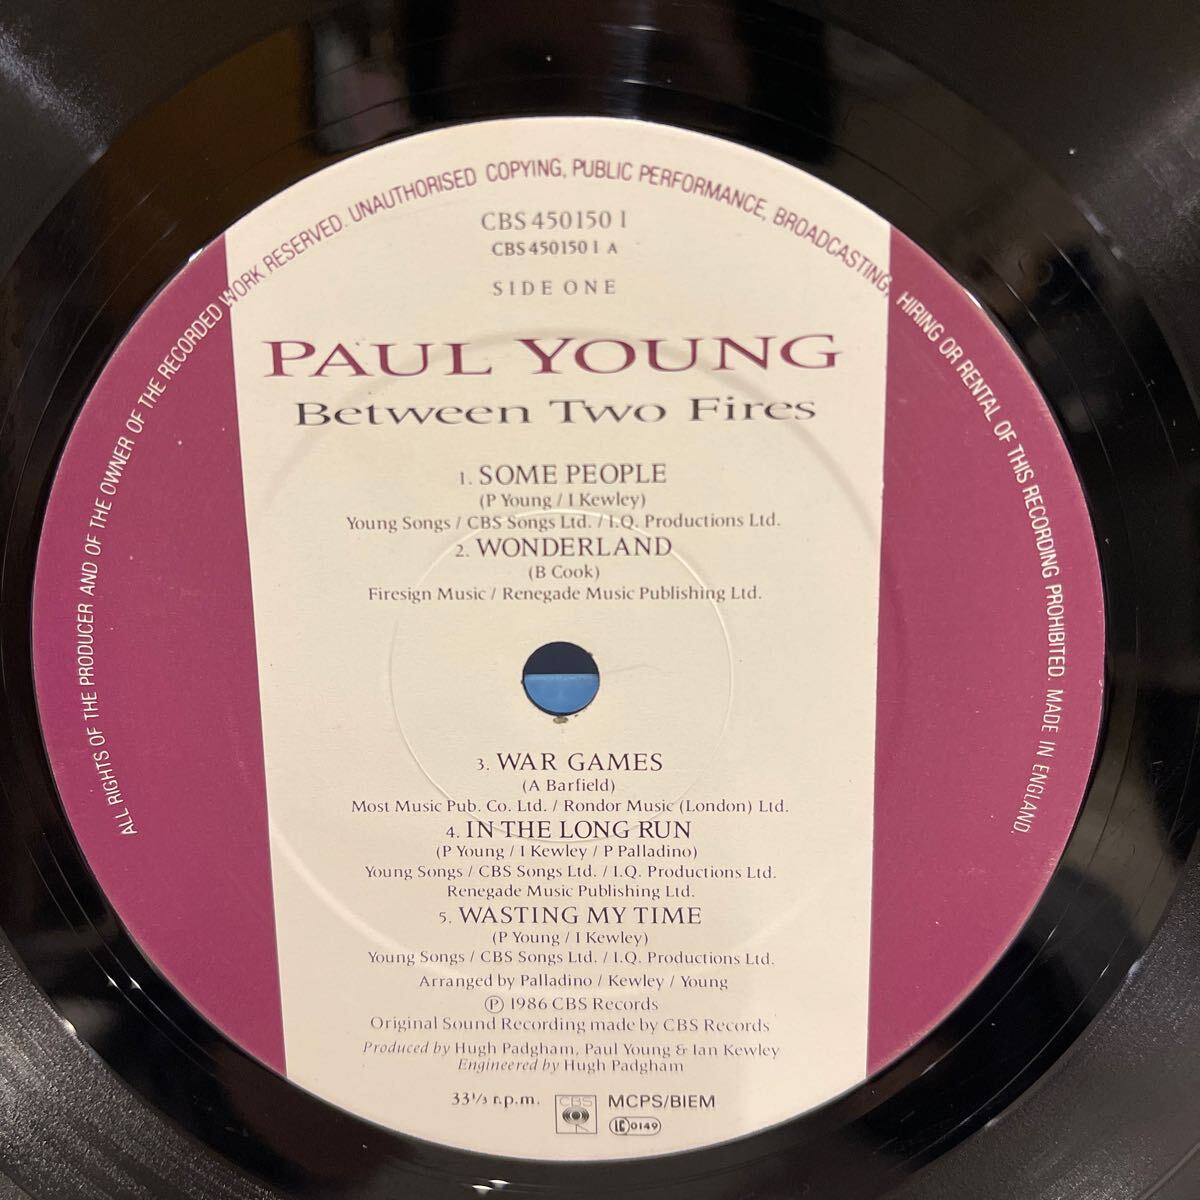 ALL RIGHTS OF THE PRODUCER AND OF THE OWNER OF THE RECORDED WORK RESERVED. UNAUTHORISED COPYING, PUBLIC PERFORMANCE, BROADCASTING, HIRING OR RENTAL OF THIS RECORDING PROHIBITED. MADE IN ENGLAND.
CBS 450150 1
CBS 450150 1 A
SIDE ONE
PAUL YOUNG
Between Two Fires
1. SOME PEOPLE
(P Young / I Kewley)
Young Songs / CBS Songs Ltd. / I.Q. Productions Ltd.
2. WONDERLAND
(B Cook)
Firesign Music / Renegade Music Publishing Ltd.
3. WAR GAMES
(A Barfield)
Most Music Pub. Co. Ltd. / Rondor Music (London) Ltd.
4. IN THE LONG RUN
(P Young / I Kewley / P Palladino)
Young Songs / CBS Songs Ltd. / I.Q. Productions Ltd.
Renegade Music Publishing Ltd.
5. WASTING MY TIME
(P Young / I Kewley)
Young Songs / CBS Songs Ltd. / I.Q. Productions Ltd.
Arranged by Palladino / Kewley / Young
℗ 1986 CBS Records
Original Sound Recording made by CBS Records
Produced by Hugh Padgham, Paul Young & Ian Kewley
Engineered by Hugh Padgham
33 1/3 r.p.m.
CBS
MCPS/BIEM
LC 0149